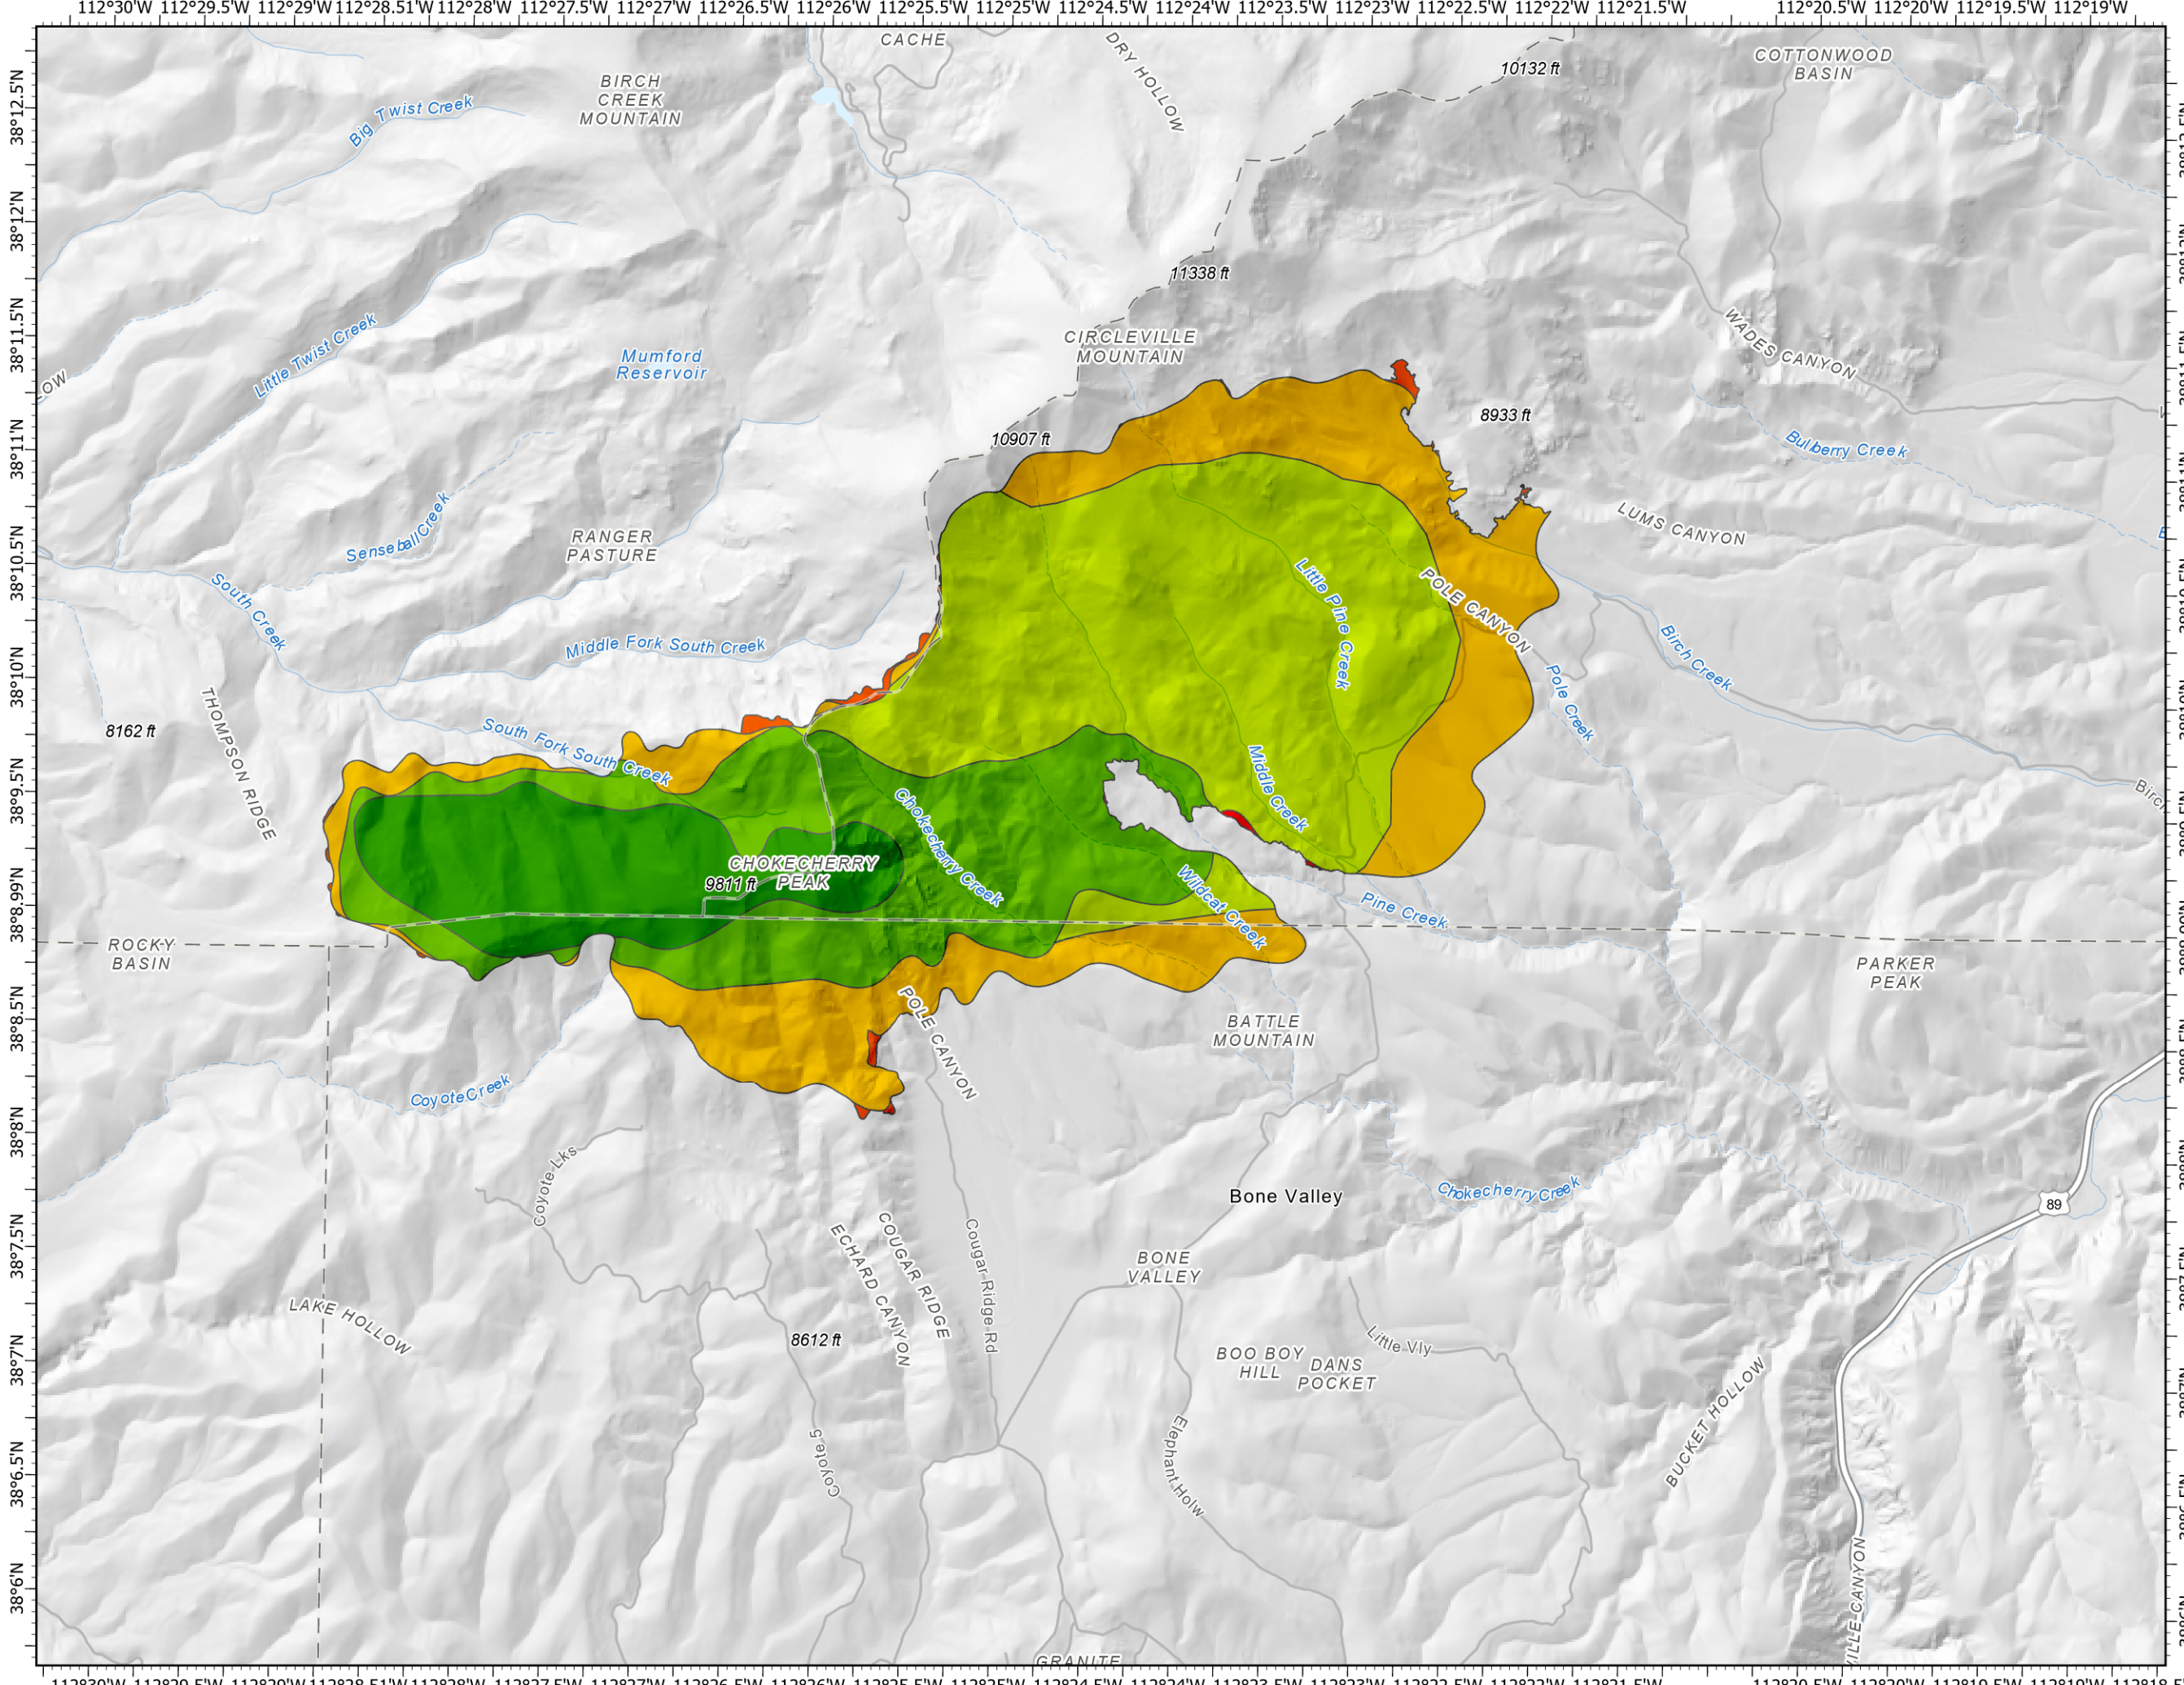 112°30'W 112°29.5'W 112°29'W 112°28.51'W 112°28'W 112°27.5'W 112°27'W 112°26.5'W 112°26'W 112°25.5'W 112°25'W 112°24.5'W 112°24'W 112°23.5'W 112°23'W 112°22.5'W 112°22'W 112°21.5'W 112°20.5'W 112°20'W 112°19.5'W 112°19'W
CACHE
DRY HOLLOW
COTTONWOOD
BASIN
10132 ft
BIRCH
CREEK
MOUNTAIN
Big Twist Creek
38°12.5'N
38°12'N
11338 ft
38°11.5'N
Little Twist Creek
Mumford
Reservoir
CIRCLEVILLE
MOUNTAIN
WADES CANYON
OW
8933 ft
10907 ft
38°11'N
Bullberry Creek
Senseball Creek
RANGER
PASTURE
LUMS CANYON
38°10.5'N
South Creek
Little Pine Creek
POLE CANYON
Middle Fork South Creek
Birch Creek
38°10'N
Pole Creek
THOMPSON RIDGE
8162 ft
South Fork South Creek
Middle Creek
38°9.5'N
Chokecherry Creek
Birch
CHOKECHERRY
PEAK
9811 ft
Wildcat Creek
38°8.99'N
Pine Creek
ROCKY
BASIN
PARKER
PEAK
38°8.5'N
POLE CANYON
BATTLE
MOUNTAIN
Coyote Creek
38°8'N
Coyote Lks
Bone Valley
Chokecherry Creek
89
38°7.5'N
ECHARD CANYON
COUGAR RIDGE
Cougar Ridge Rd
BONE
VALLEY
LAKE HOLLOW
8612 ft
Little Vly
38°7'N
BOO BOY
HILL
DANS
POCKET
BUCKET HOLLOW
Coyote 5
Elephant Holw
38°6.5'N
38°6'N
VILLE CANYON
GRANITE